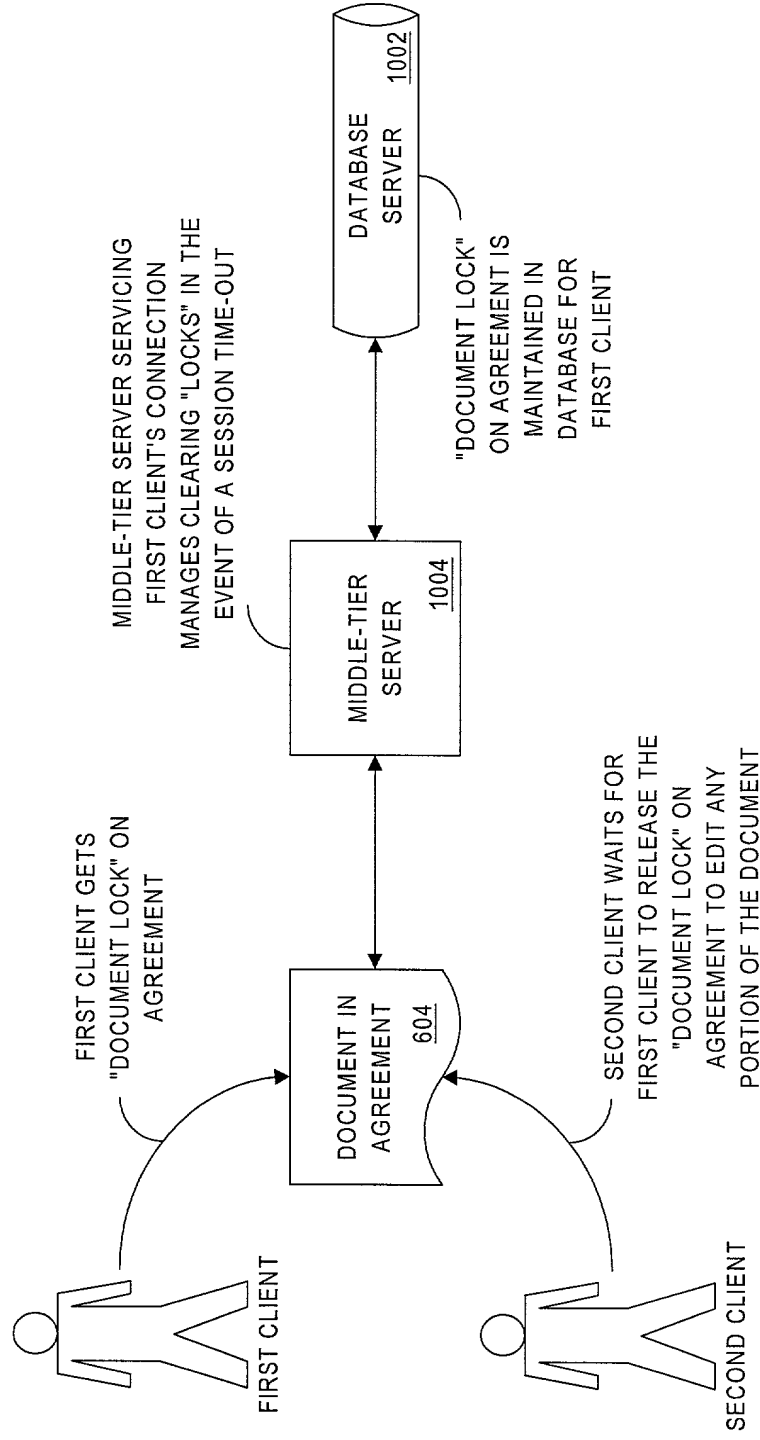 FIRST CLIENT
FIRST CLIENT GETS
"DOCUMENT LOCK" ON
AGREEMENT
MIDDLE-TIER SERVER SERVICING
FIRST CLIENT'S CONNECTION
MANAGES CLEARING "LOCKS" IN THE
EVENT OF A SESSION TIME-OUT
DOCUMENT IN
AGREEMENT
604
MIDDLE-TIER
SERVER
1004
DATABASE
SERVER
1002
SECOND CLIENT
SECOND CLIENT WAITS FOR
FIRST CLIENT TO RELEASE THE
"DOCUMENT LOCK" ON
AGREEMENT TO EDIT ANY
PORTION OF THE DOCUMENT
"DOCUMENT LOCK"
ON AGREEMENT IS
MAINTAINED IN
DATABASE FOR
FIRST CLIENT